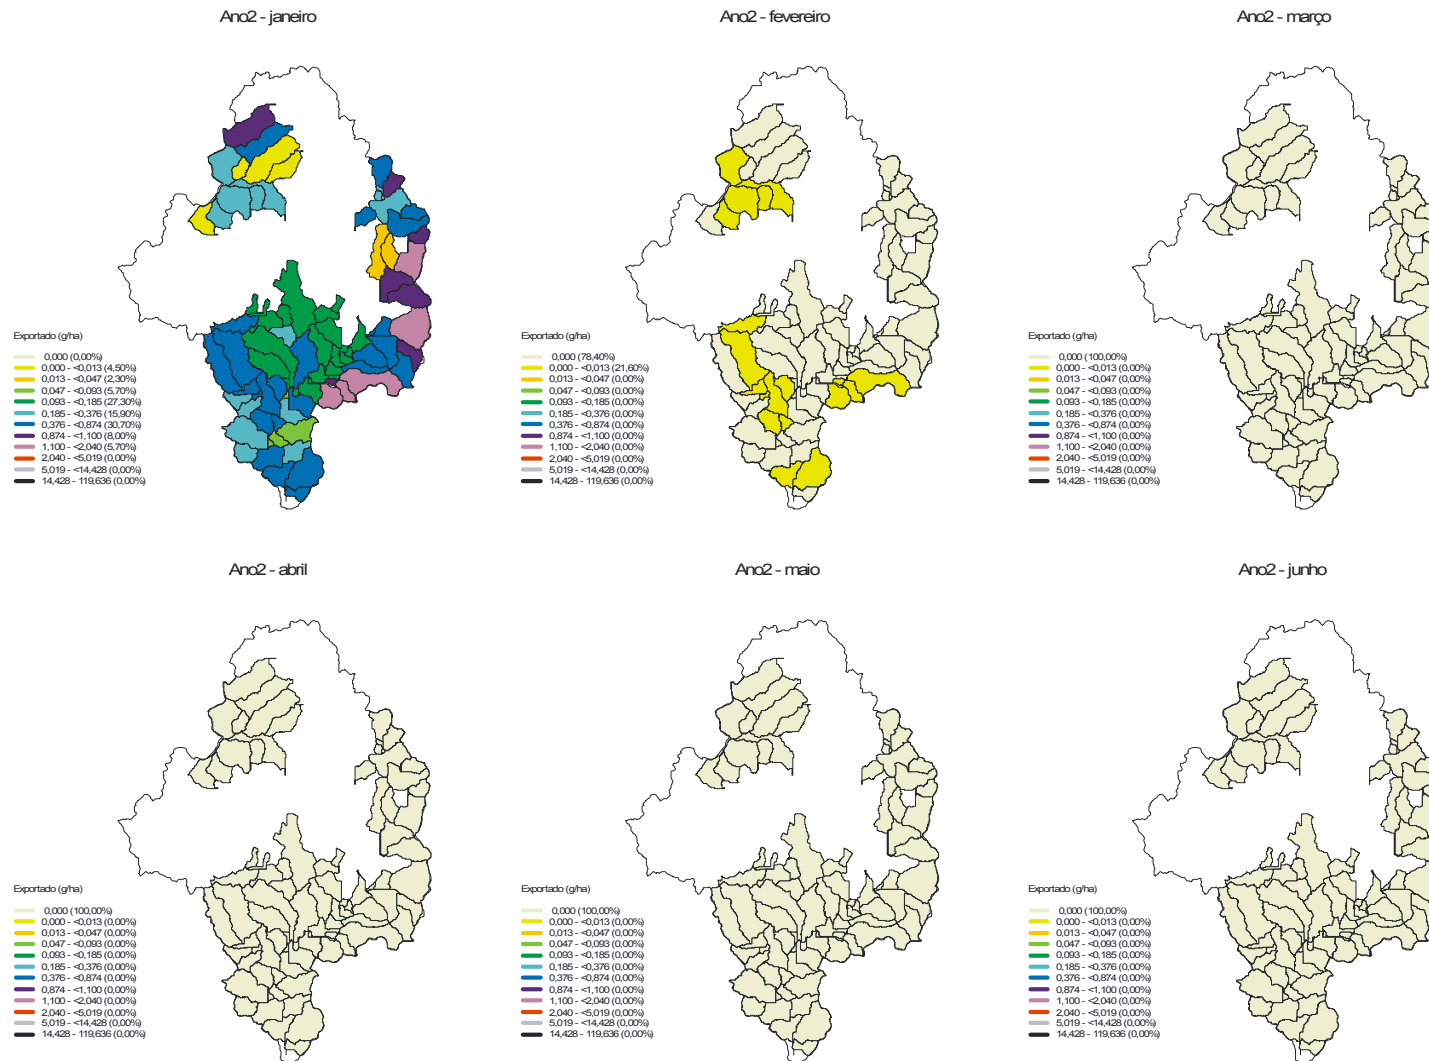 Ano2 - janeiro
Exportado (g/ha)
0,000 (0,00%)
0,000 - <0,013 (4,50%)
0,013 - <0,047 (2,30%)
0,047 - <0,093 (5,70%)
0,093 - <0,185 (27,30%)
0,185 - <0,376 (15,90%)
0,376 - <0,874 (30,70%)
0,874 - <1,100 (8,00%)
1,100 - <2,040 (5,70%)
2,040 - <5,019 (0,00%)
5,019 - <14,428 (0,00%)
14,428 - 119,636 (0,00%)
Ano2 - fevereiro
Exportado (g/ha)
0,000 (78,40%)
0,000 - <0,013 (21,60%)
0,013 - <0,047 (0,00%)
0,047 - <0,093 (0,00%)
0,093 - <0,185 (0,00%)
0,185 - <0,376 (0,00%)
0,376 - <0,874 (0,00%)
0,874 - <1,100 (0,00%)
1,100 - <2,040 (0,00%)
2,040 - <5,019 (0,00%)
5,019 - <14,428 (0,00%)
14,428 - 119,636 (0,00%)
Ano2 - março
Exportado (g/ha)
0,000 (100,00%)
0,000 - <0,013 (0,00%)
0,013 - <0,047 (0,00%)
0,047 - <0,093 (0,00%)
0,093 - <0,185 (0,00%)
0,185 - <0,376 (0,00%)
0,376 - <0,874 (0,00%)
0,874 - <1,100 (0,00%)
1,100 - <2,040 (0,00%)
2,040 - <5,019 (0,00%)
5,019 - <14,428 (0,00%)
14,428 - 119,636 (0,00%)
Ano2 - abril
Exportado (g/ha)
0,000 (100,00%)
0,000 - <0,013 (0,00%)
0,013 - <0,047 (0,00%)
0,047 - <0,093 (0,00%)
0,093 - <0,185 (0,00%)
0,185 - <0,376 (0,00%)
0,376 - <0,874 (0,00%)
0,874 - <1,100 (0,00%)
1,100 - <2,040 (0,00%)
2,040 - <5,019 (0,00%)
5,019 - <14,428 (0,00%)
14,428 - 119,636 (0,00%)
Ano2 - maio
Exportado (g/ha)
0,000 (100,00%)
0,000 - <0,013 (0,00%)
0,013 - <0,047 (0,00%)
0,047 - <0,093 (0,00%)
0,093 - <0,185 (0,00%)
0,185 - <0,376 (0,00%)
0,376 - <0,874 (0,00%)
0,874 - <1,100 (0,00%)
1,100 - <2,040 (0,00%)
2,040 - <5,019 (0,00%)
5,019 - <14,428 (0,00%)
14,428 - 119,636 (0,00%)
Ano2 - junho
Exportado (g/ha)
0,000 (100,00%)
0,000 - <0,013 (0,00%)
0,013 - <0,047 (0,00%)
0,047 - <0,093 (0,00%)
0,093 - <0,185 (0,00%)
0,185 - <0,376 (0,00%)
0,376 - <0,874 (0,00%)
0,874 - <1,100 (0,00%)
1,100 - <2,040 (0,00%)
2,040 - <5,019 (0,00%)
5,019 - <14,428 (0,00%)
14,428 - 119,636 (0,00%)